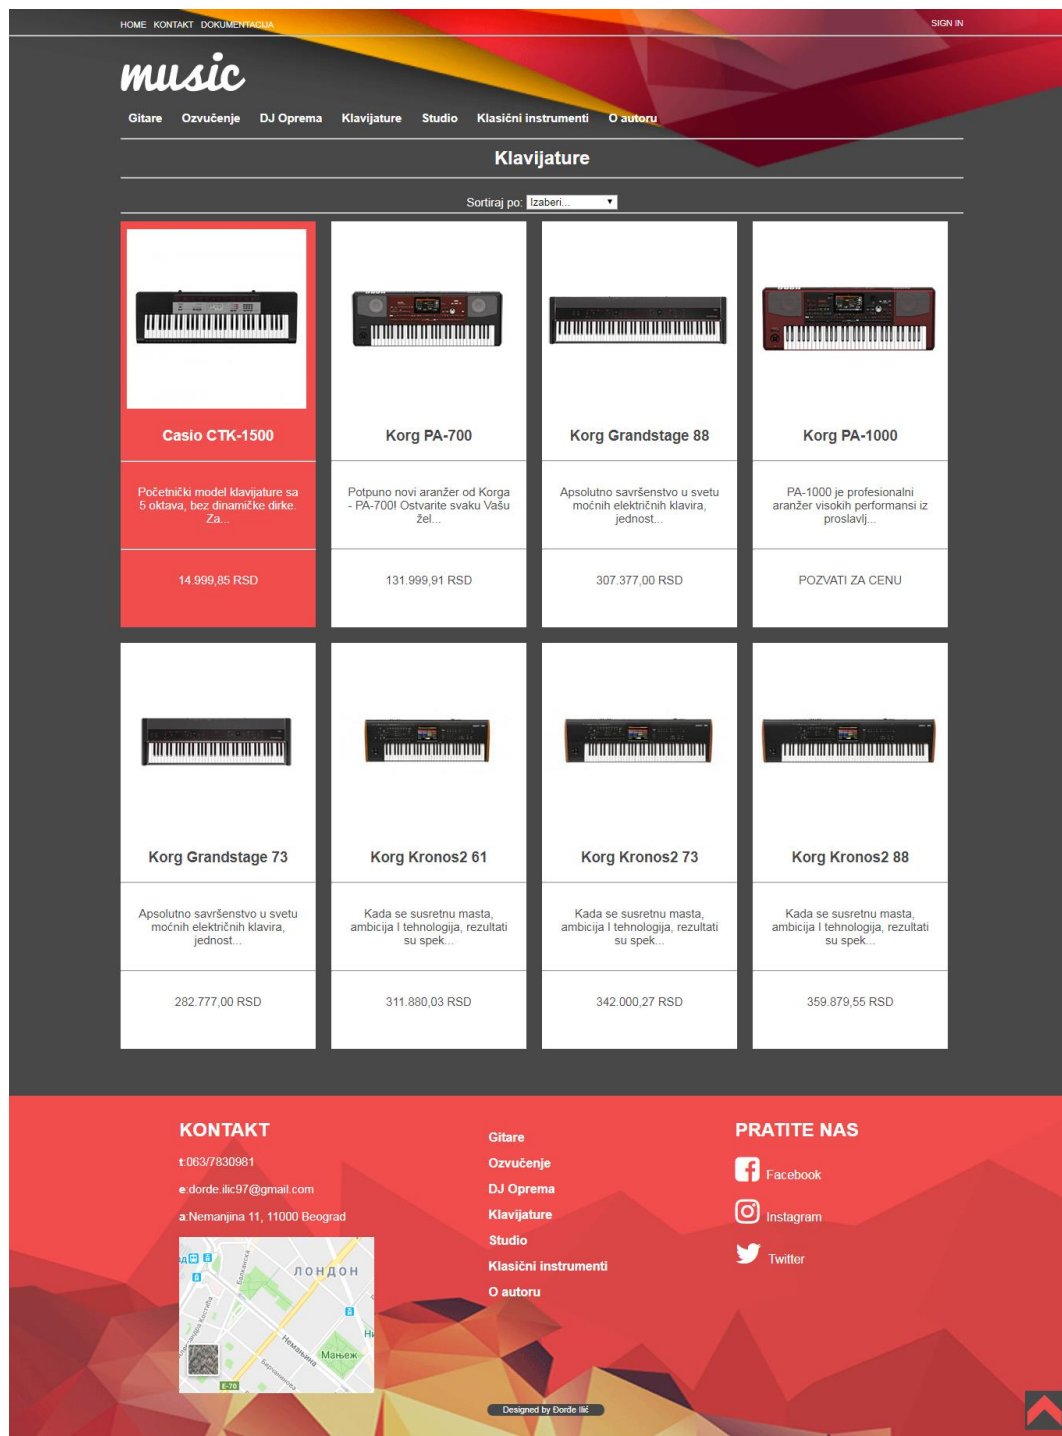 HOME KONTAKT DOKUMENTACIJA
SIGN IN
music
Gitare Ozvučenje DJ Oprema Klavijature Studio Klasični instrumenti O autoru
Klavijature
Sortiraj po: Izaberi...
Casio CTK-1500
Početnički model klavijature sa
5 oktava, bez dinamičke dirke.
Za...
14.999,85 RSD
Korg PA-700
Potpuno novi aranžer od Korga
- PA-700! Ostvarite svaku Vašu
žel...
131.999,91 RSD
Korg Grandstage 88
Apsolutno savršenstvo u svetu
moćnih električnih klavira,
jednost...
307.377,00 RSD
Korg PA-1000
PA-1000 je profesionalni
aranžer visokih performansi iz
proslavlj...
POZVATI ZA CENU
Korg Grandstage 73
Apsolutno savršenstvo u svetu
moćnih električnih klavira,
jednost...
282.777,00 RSD
Korg Kronos2 61
Kada se susretnu masta,
ambicija I tehnologija, rezultati
su spek...
311.880,03 RSD
Korg Kronos2 73
Kada se susretnu masta,
ambicija I tehnologija, rezultati
su spek...
342.000,27 RSD
Korg Kronos2 88
Kada se susretnu masta,
ambicija I tehnologija, rezultati
su spek...
359.879,55 RSD
KONTAKT
t:063/7830981
e:dorde.ilic97@gmail.com
a:Nemanjina 11, 11000 Beograd
Балканска
ЛОНДОН
Немањина
Мањеж
Бирчанинова
E-70
Gitare
Ozvučenje
DJ Oprema
Klavijature
Studio
Klasični instrumenti
O autoru
PRATITE NAS
Facebook
Instagram
Twitter
Designed by Đorđe Ilić